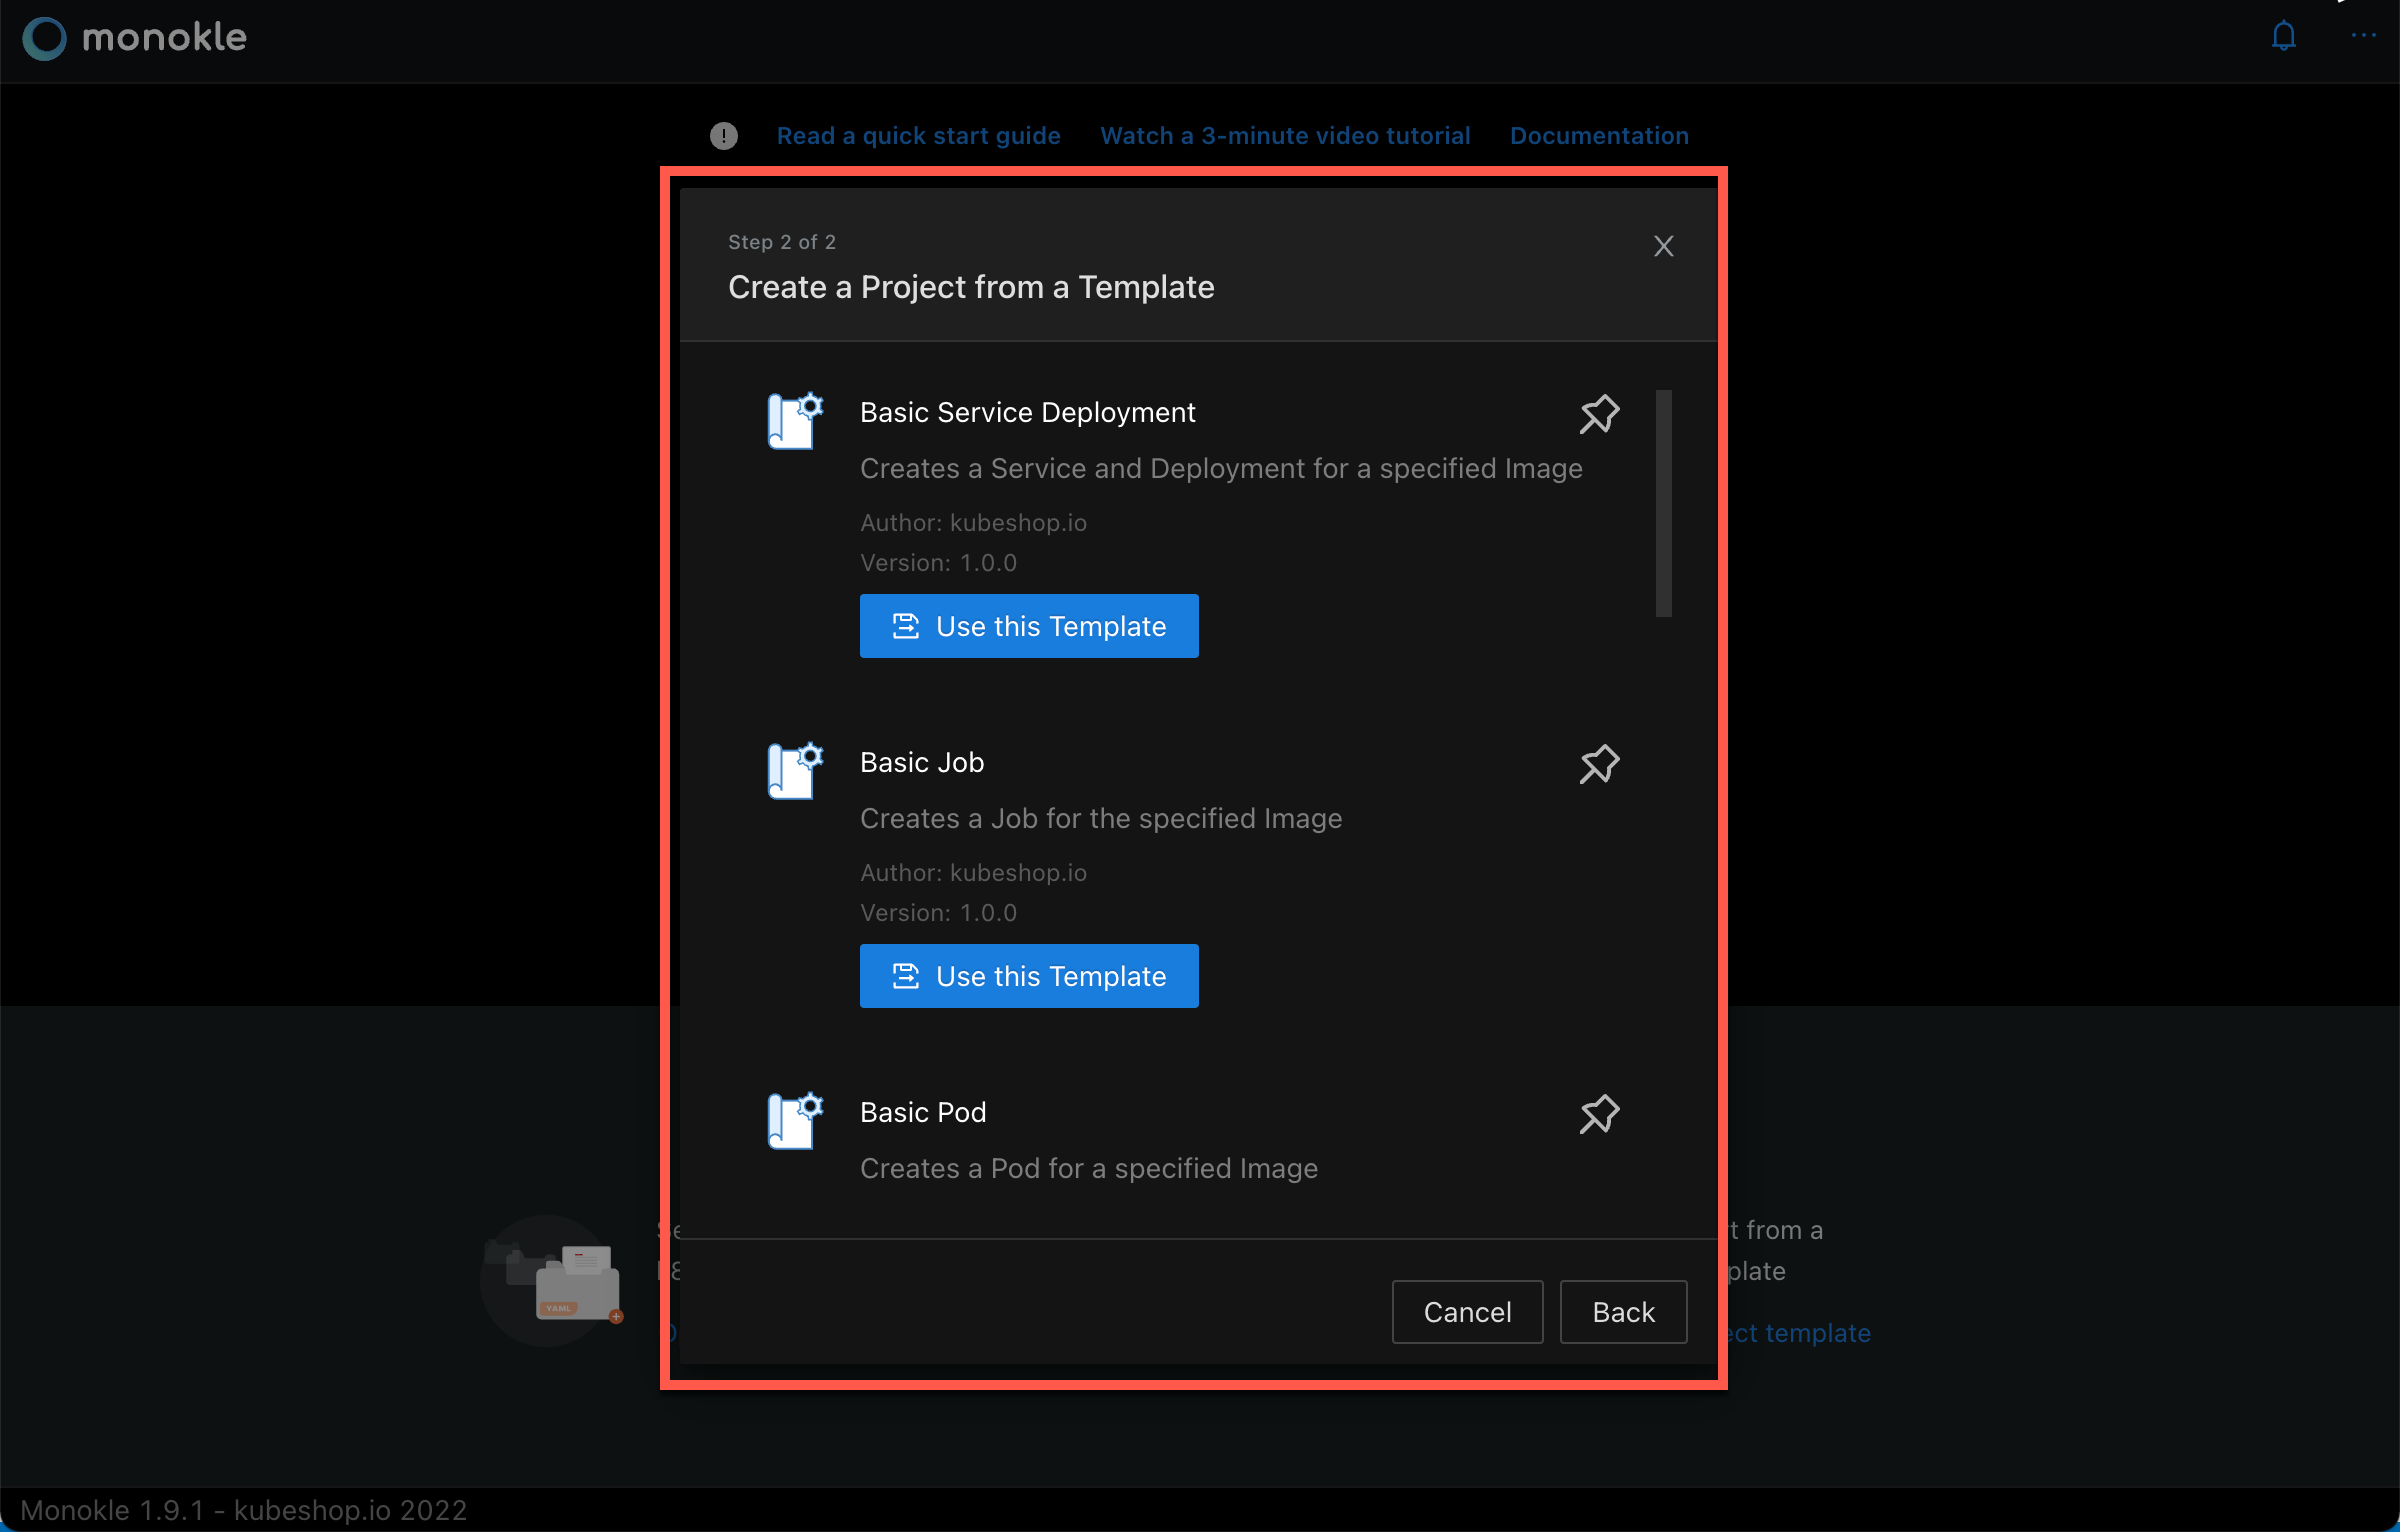 monokle
Read a quick start guide Watch a 3-minute video tutorial Documentation
Step 2 of 2
Create a Project from a Template
Basic Service Deployment
Creates a Service and Deployment for a specified Image
Author: kubeshop.io
Version: 1.0.0
Use this Template
Basic Job
Creates a Job for the specified Image
Author: kubeshop.io
Version: 1.0.0
Use this Template
Basic Pod
Creates a Pod for a specified Image
t from a
plate
YAML
Cancel Back
ect template
Monokle 1.9.1 - kubeshop.io 2022